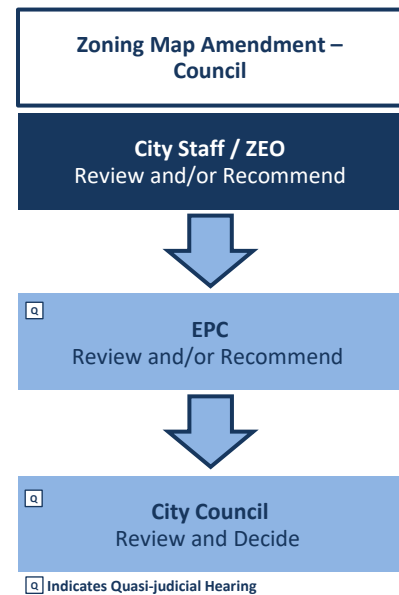 Zoning Map Amendment –
Council
City Staff / ZEO
Review and/or Recommend
Q
EPC
Review and/or Recommend
Q
City Council
Review and Decide
Q Indicates Quasi-judicial Hearing